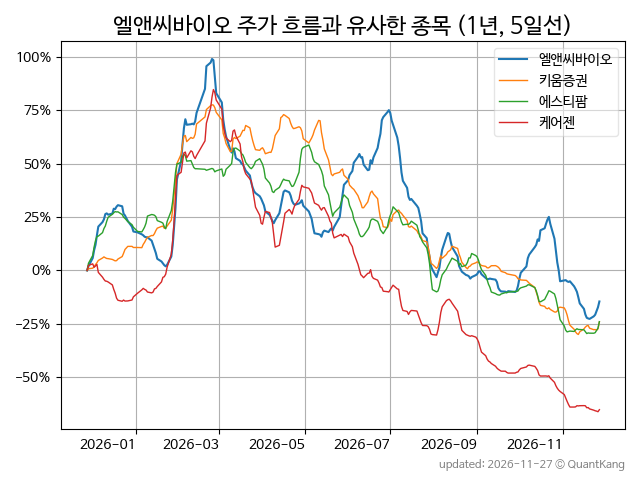 엘앤씨바이오 주가 흐름과 유사한 종목 (1년, 5일선)
엘앤씨바이오
키움증권
에스티팜
케어젠
100%
75%
50%
25%
0%
−25%
−50%
2026-01 2026-03 2026-05 2026-07 2026-09 2026-11
updated: 2026-11-27 ⓒ QuantKang